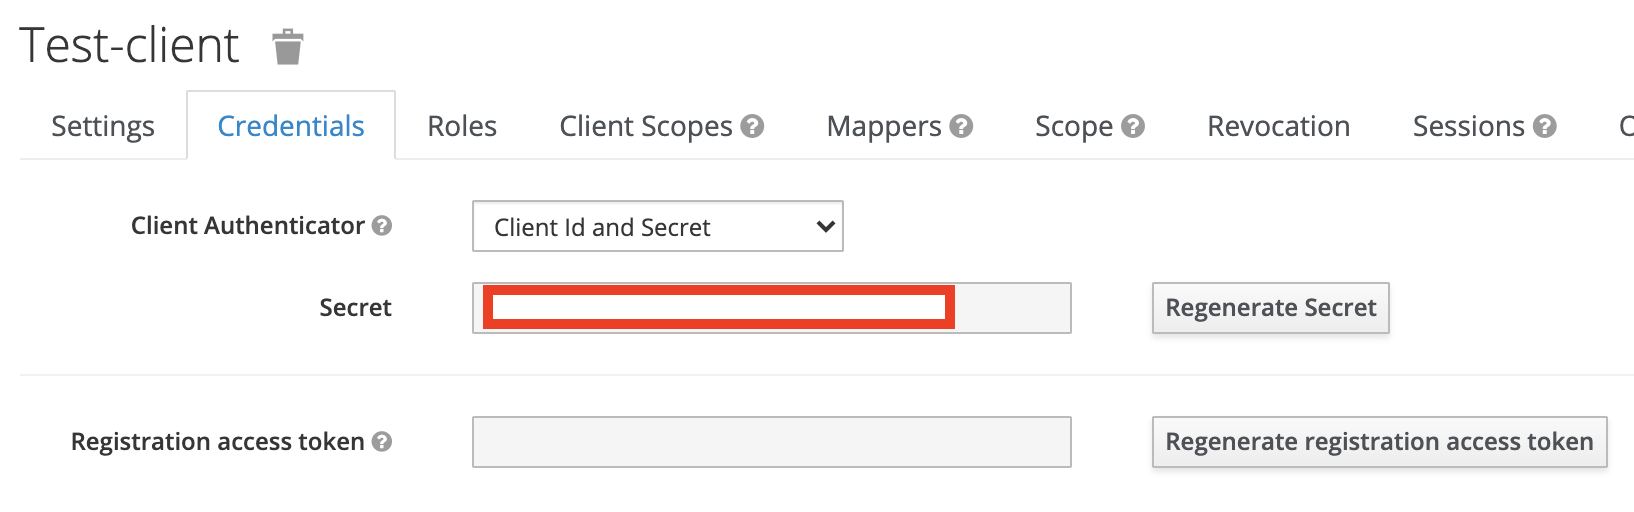 Test-client
Settings Credentials Roles Client Scopes ? Mappers ? Scope ? Revocation Sessions ?
Client Authenticator ? Client Id and Secret
Secret Regenerate Secret
Registration access token ? Regenerate registration access token